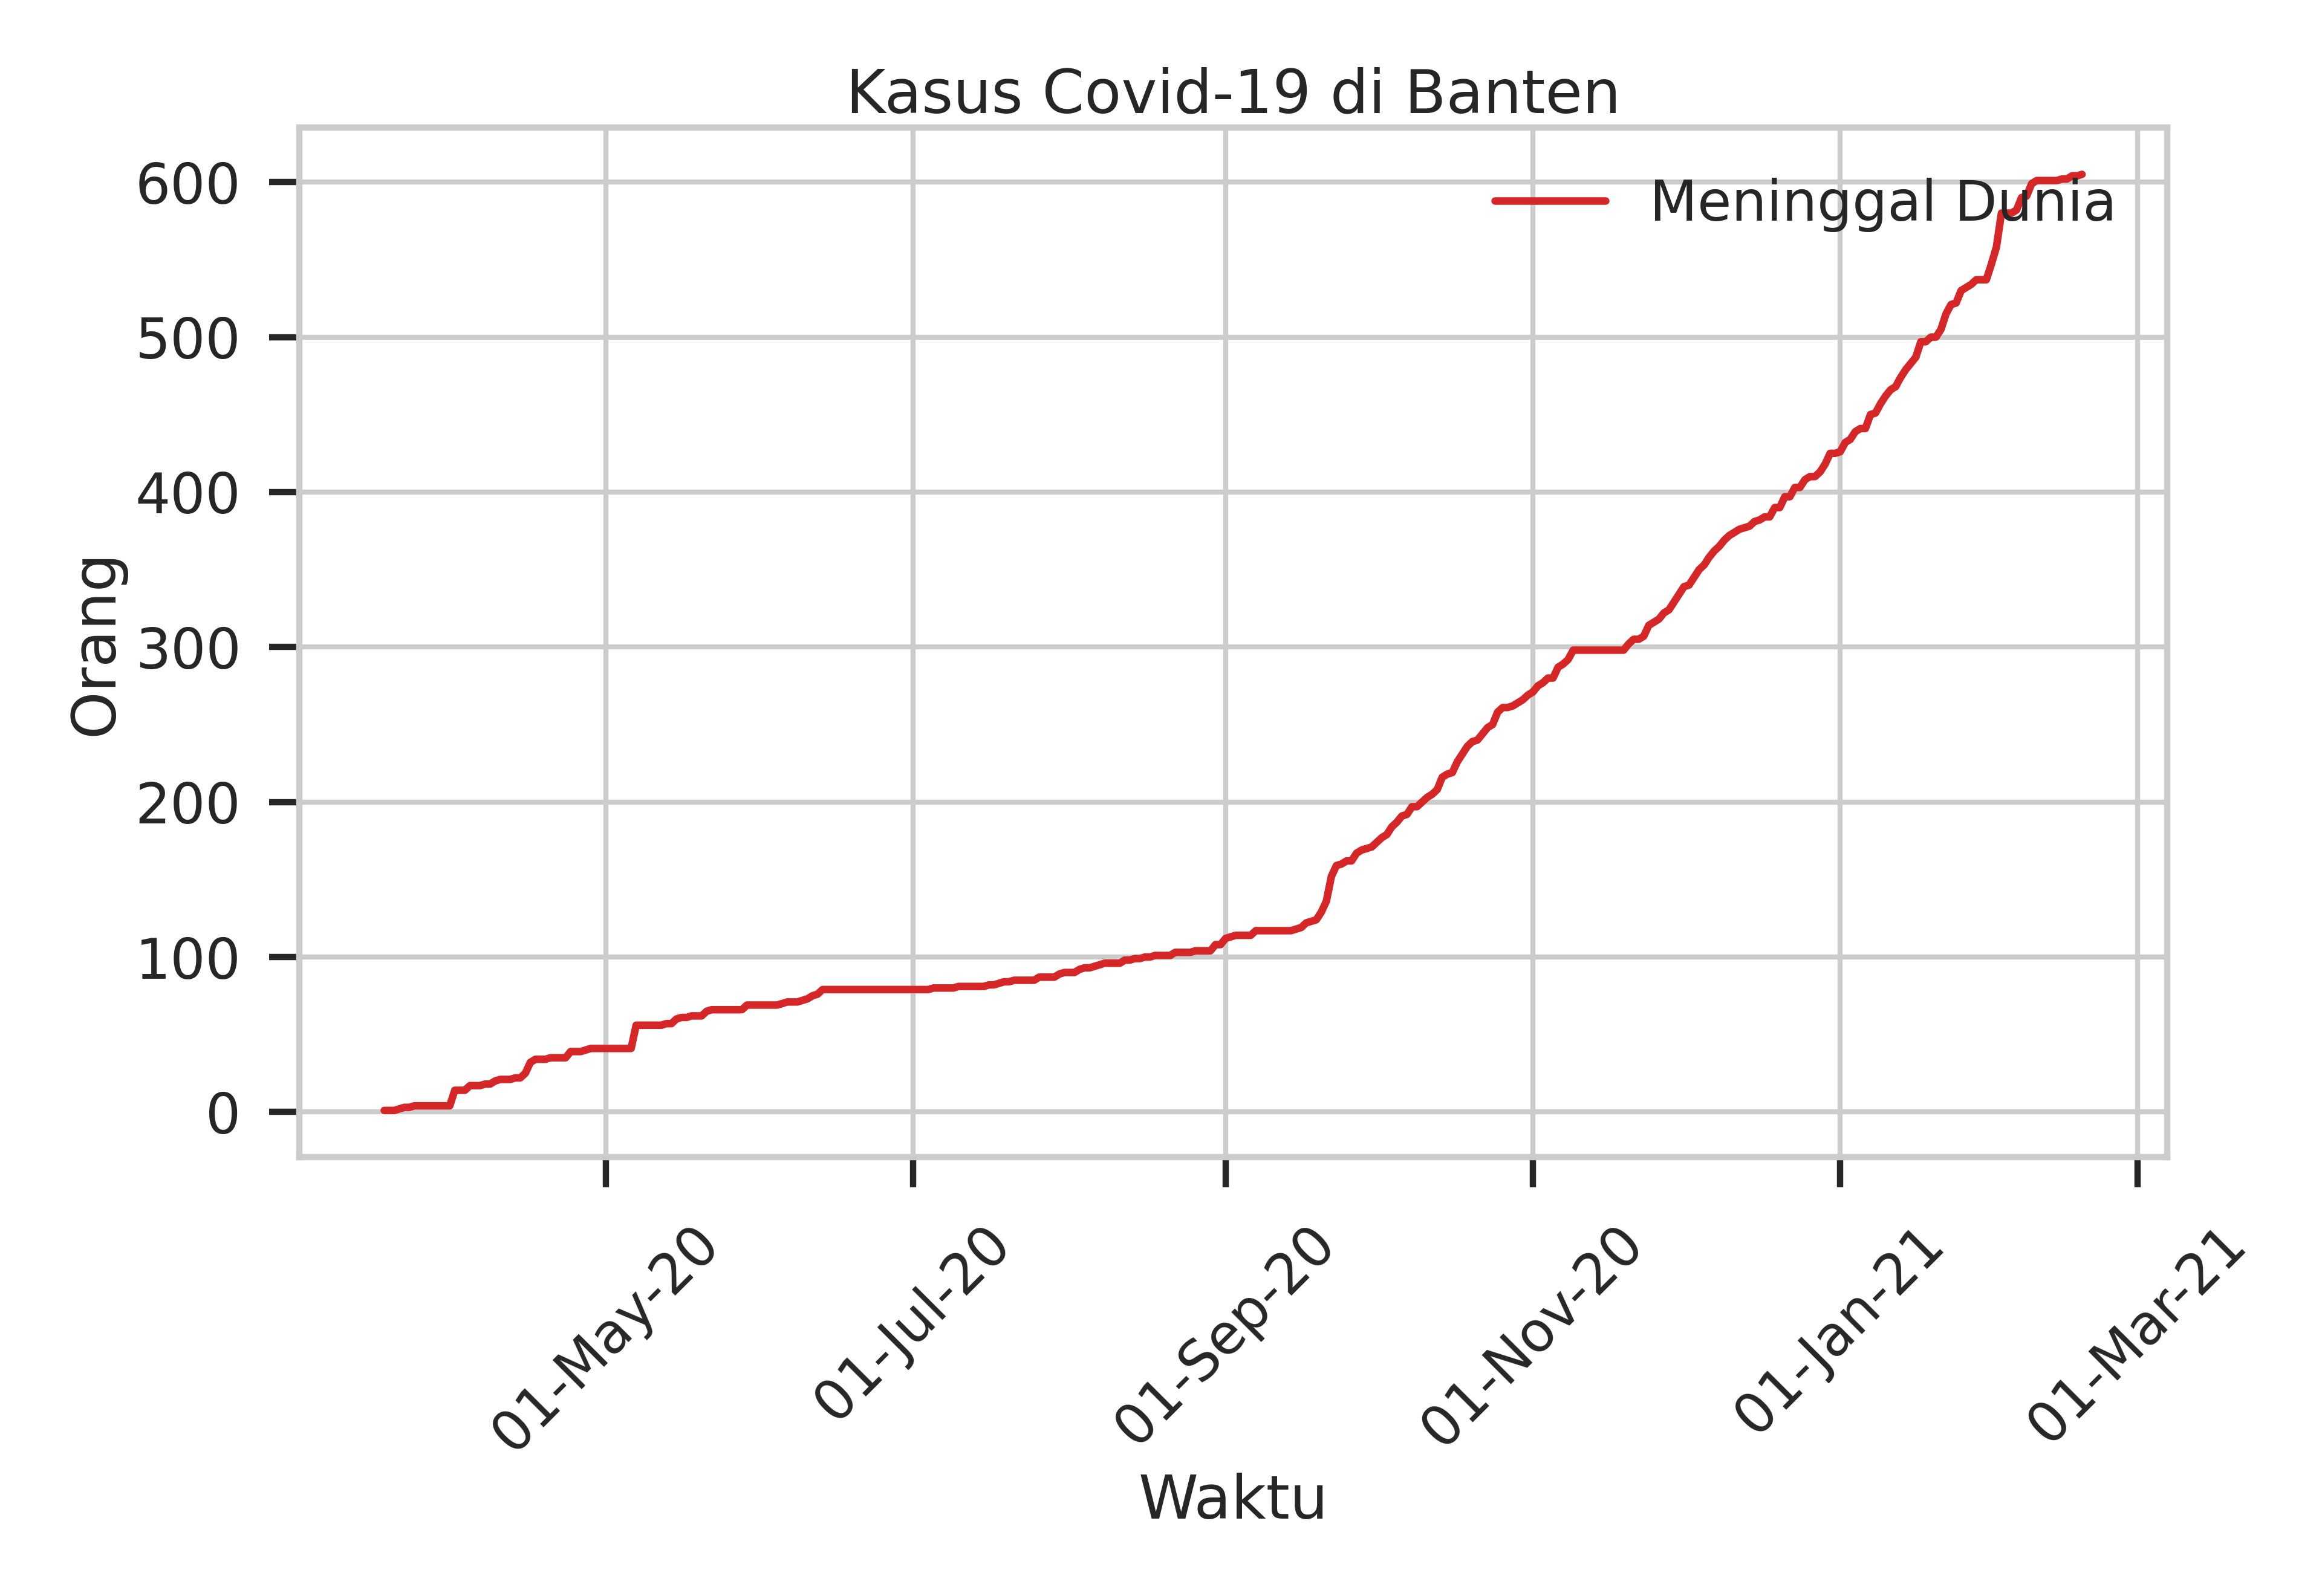 Kasus Covid-19 di Banten
Meninggal Dunia
600
500
400
300
200
100
0
Orang
01-May-20
01-Jul-20
01-Sep-20
01-Nov-20
01-Jan-21
01-Mar-21
Waktu